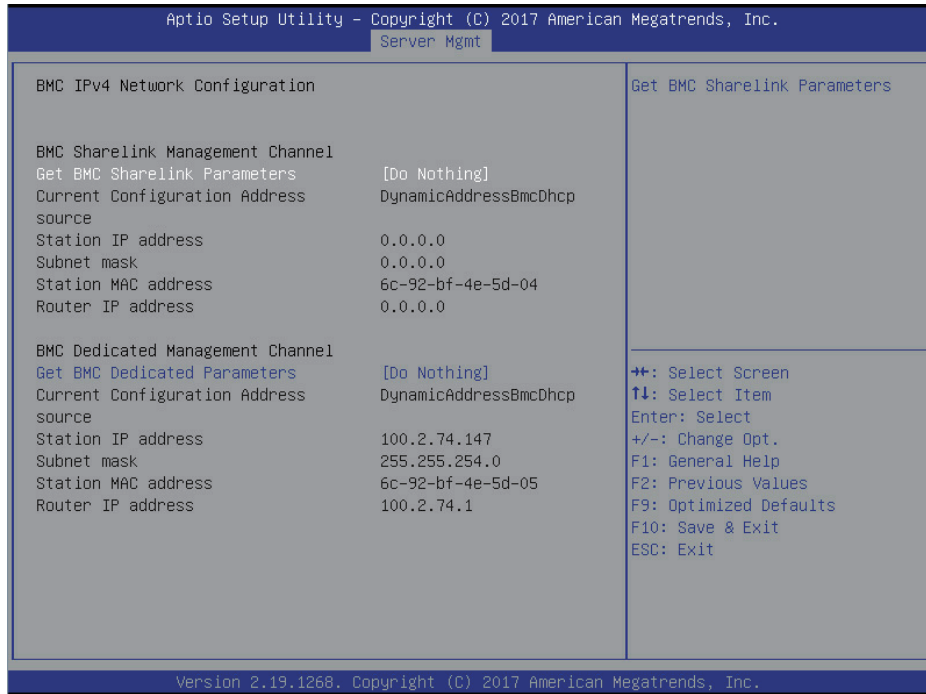 Aptio Setup Utility – Copyright (C) 2017 American Megatrends, Inc.
Server Mgmt
BMC IPv4 Network Configuration
BMC Sharelink Management Channel
Get BMC Sharelink Parameters [Do Nothing]
Current Configuration Address DynamicAddressBmcDhcp
source
Station IP address 0.0.0.0
Subnet mask 0.0.0.0
Station MAC address 6c-92-bf-4e-5d-04
Router IP address 0.0.0.0
BMC Dedicated Management Channel
Get BMC Dedicated Parameters [Do Nothing]
Current Configuration Address DynamicAddressBmcDhcp
source
Station IP address 100.2.74.147
Subnet mask 255.255.254.0
Station MAC address 6c-92-bf-4e-5d-05
Router IP address 100.2.74.1
Get BMC Sharelink Parameters
→←: Select Screen
↑↓: Select Item
Enter: Select
+/-: Change Opt.
F1: General Help
F2: Previous Values
F9: Optimized Defaults
F10: Save & Exit
ESC: Exit
Version 2.19.1268. Copyright (C) 2017 American Megatrends, Inc.